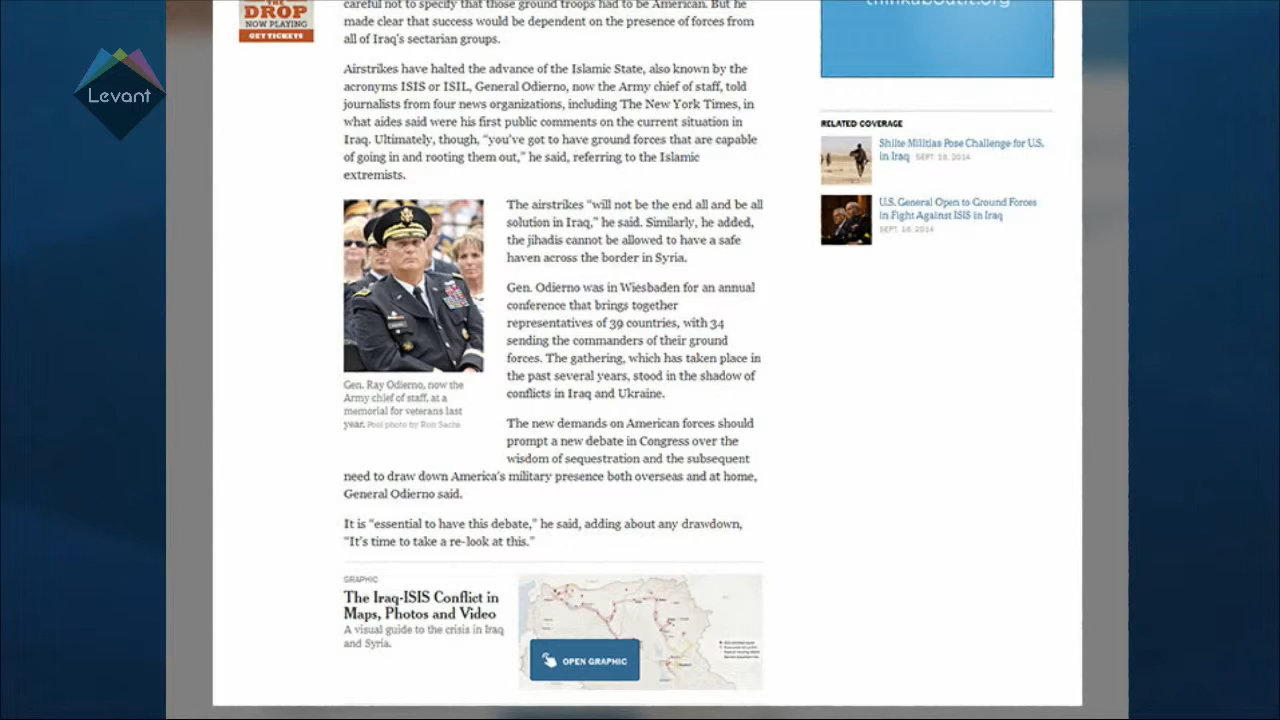 THE
DROP
NOW PLAYING
GET TICKETS
Levant
careful not to specify that those ground troops had to be American. But he
made clear that success would be dependent on the presence of forces from
all of Iraq's sectarian groups.
Airstrikes have halted the advance of the Islamic State, also known by the
acronyms ISIS or ISIL, General Odierno, now the Army chief of staff, told
journalists from four news organizations, including The New York Times, in
what aides said were his first public comments on the current situation in
Iraq. Ultimately, though, “you've got to have ground forces that are capable
of going in and rooting them out,” he said, referring to the Islamic
extremists.
The airstrikes “will not be the end all and be all
solution in Iraq,” he said. Similarly, he added,
the jihadis cannot be allowed to have a safe
haven across the border in Syria.
Gen. Odierno was in Wiesbaden for an annual
conference that brings together
representatives of 39 countries, with 34
sending the commanders of their ground
forces. The gathering, which has taken place in
the past several years, stood in the shadow of
conflicts in Iraq and Ukraine.
Gen. Ray Odierno, now the
Army chief of staff, at a
memorial for veterans last
year. Pool photo by Ron Sachs
The new demands on American forces should
prompt a new debate in Congress over the
wisdom of sequestration and the subsequent
need to draw down America's military presence both overseas and at home,
General Odierno said.
It is “essential to have this debate,” he said, adding about any drawdown,
“It's time to take a re-look at this.”
GRAPHIC
The Iraq-ISIS Conflict in
Maps, Photos and Video
A visual guide to the crisis in Iraq
and Syria.
OPEN GRAPHIC
thinkaboutit.org
RELATED COVERAGE
Shiite Militias Pose Challenge for U.S.
in Iraq SEPT. 16, 2014
U.S. General Open to Ground Forces
in Fight Against ISIS in Iraq
SEPT. 16, 2014